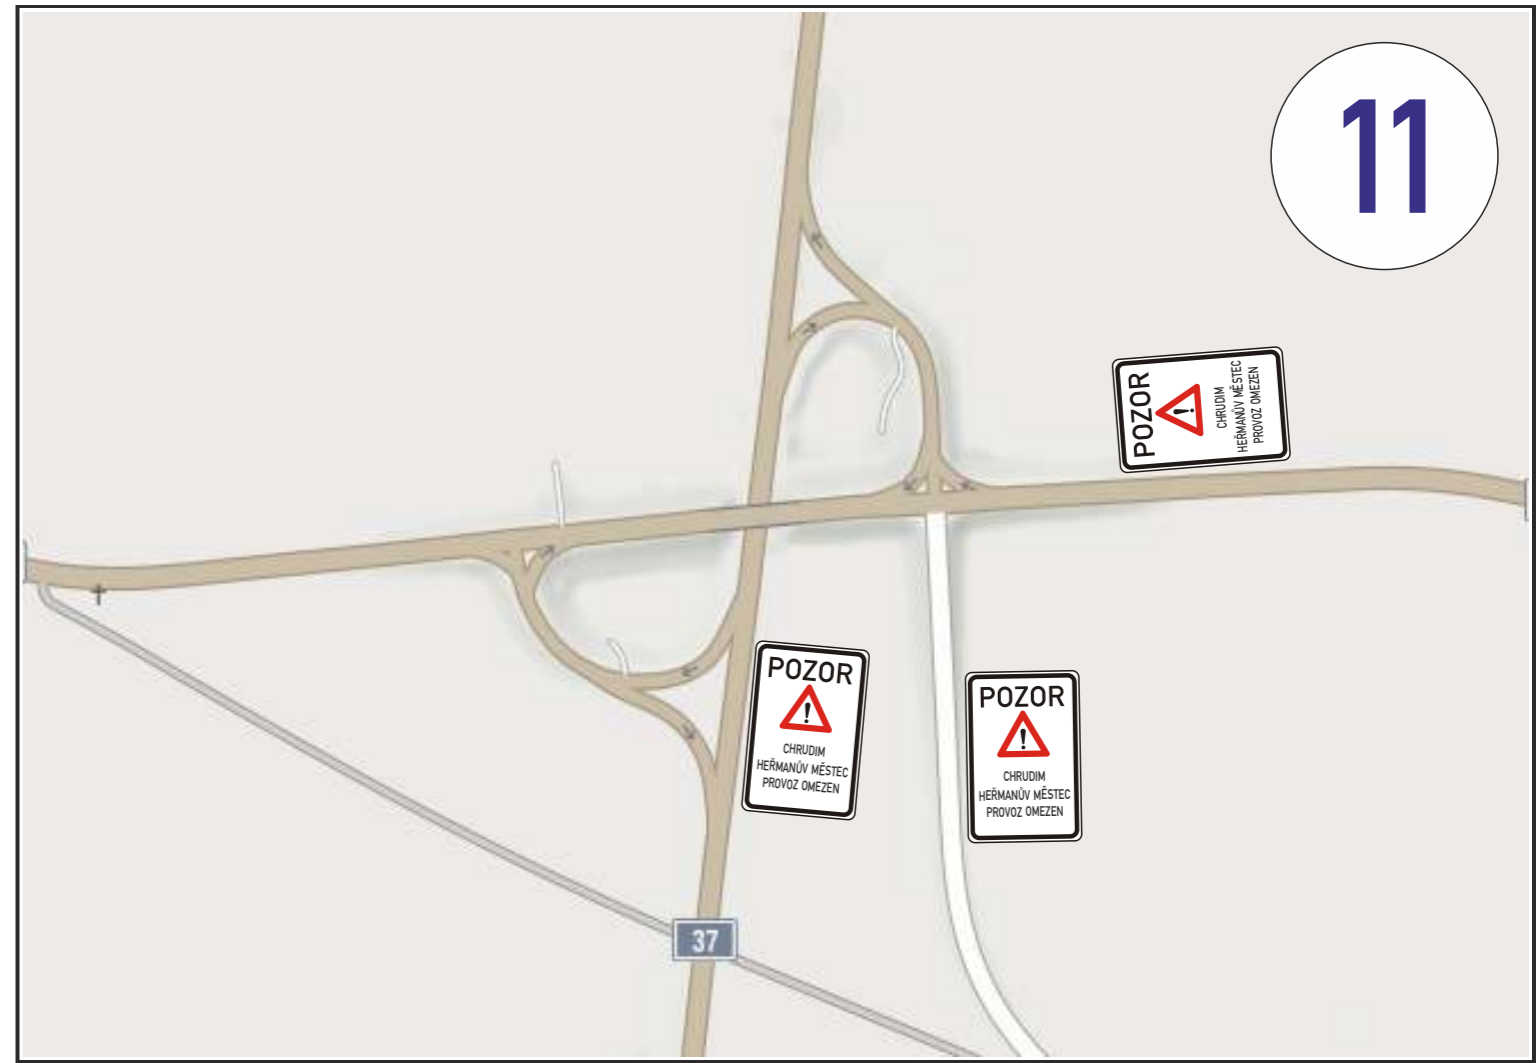 11
POZOR
!
CHRUDIM
HEŘMANŮV MĚSTEC
PROVOZ OMEZEN
POZOR
!
CHRUDIM
HEŘMANŮV MĚSTEC
PROVOZ OMEZEN
POZOR
!
CHRUDIM
HEŘMANŮV MĚSTEC
PROVOZ OMEZEN
37